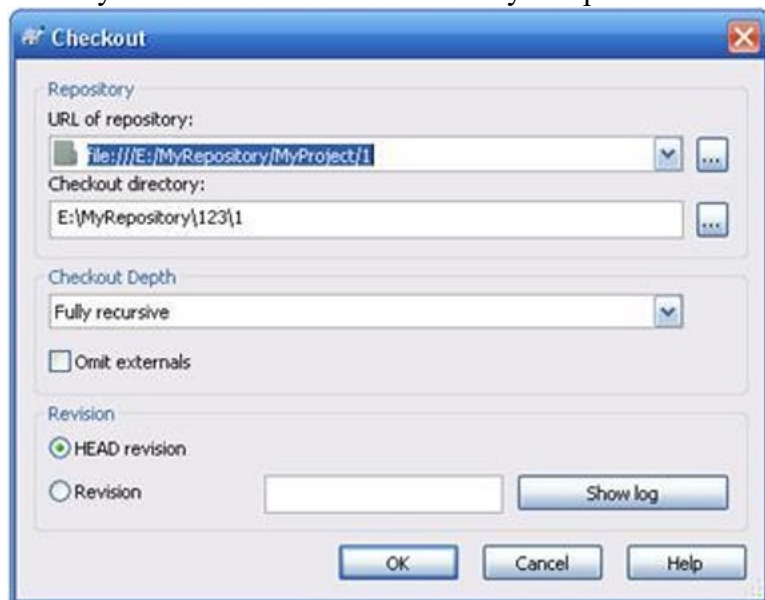 Checkout
Repository
URL of repository:
file:///E:/MyRepository/MyProject/1
...
Checkout directory:
E:\MyRepository\123\1
...
Checkout Depth
Fully recursive
Omit externals
Revision
HEAD revision
Revision
Show log
OK Cancel Help